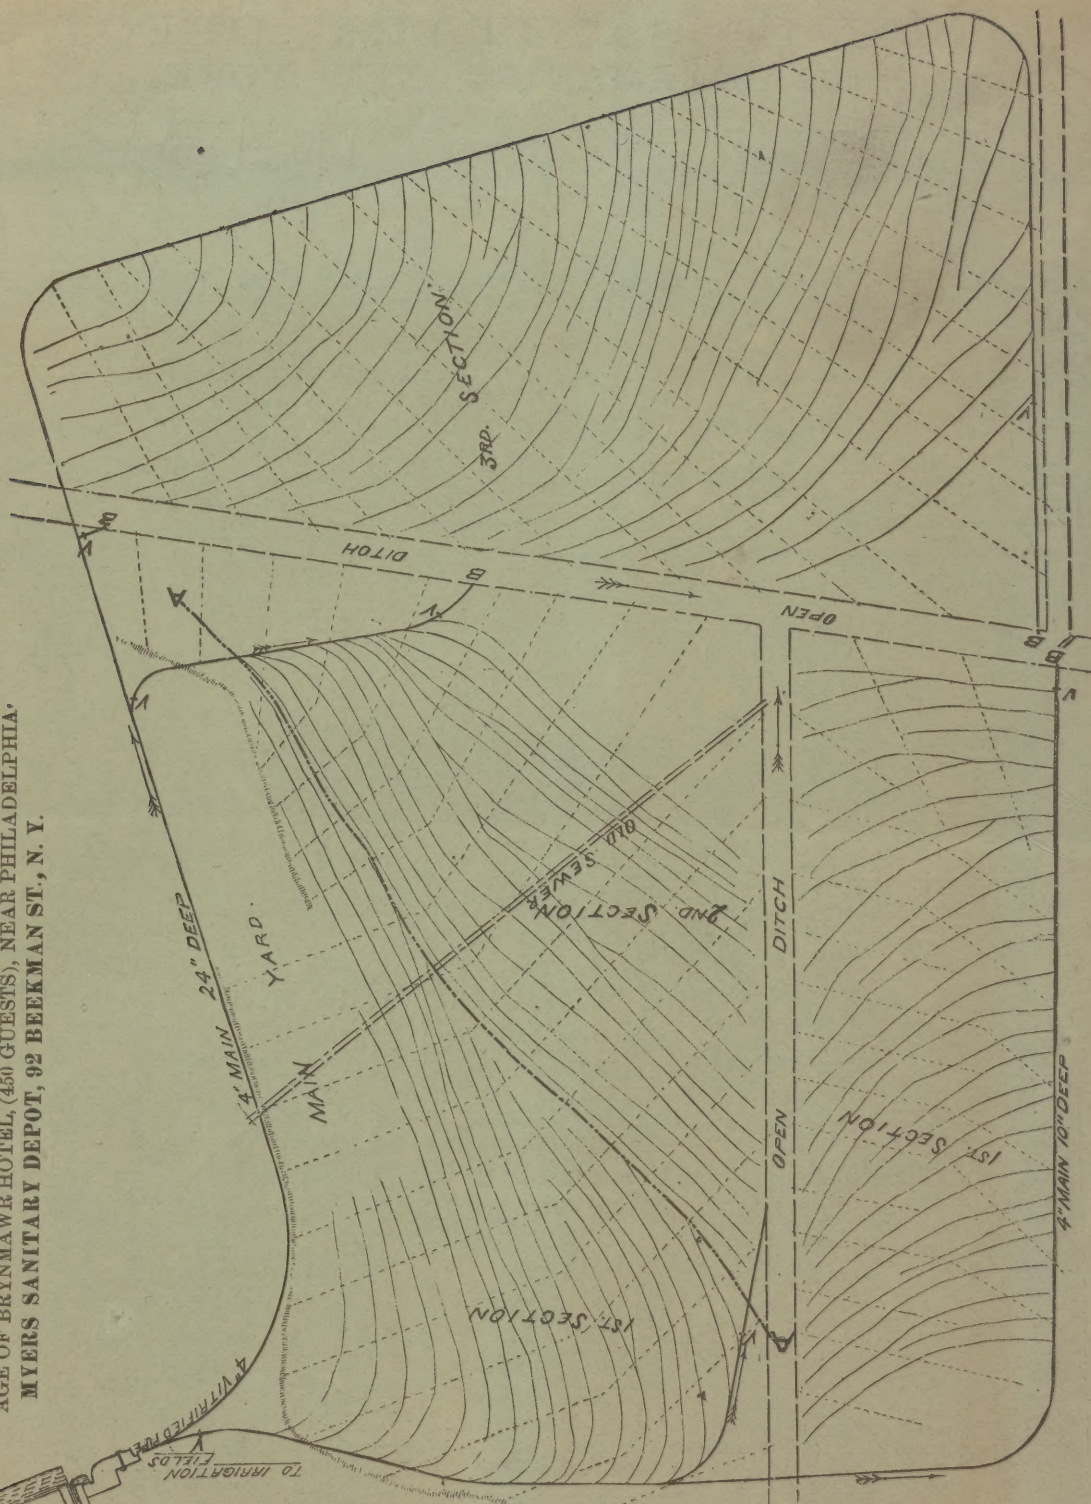 AGE OF BRYNMAWR HOTEL, (450 GUESTS), NEAR PHILADELPHIA.
MYERS SANITARY DEPOT, 92 BEEKMAN ST., N. Y.
4" VITRIFIED PIPE
TO IRRIGATION
FIELDS
V
4' MAIN 24" DEEP
MAIN
YARD.
V
V
B
A
DITCH
B
V
OPEN
3RD. SECTION.
V
OLD SEWER
2ND SECTION
OPEN DITCH
1ST. SECTION
V
A
1ST. SECTION
4" MAIN 10" DEEP
B
B
V